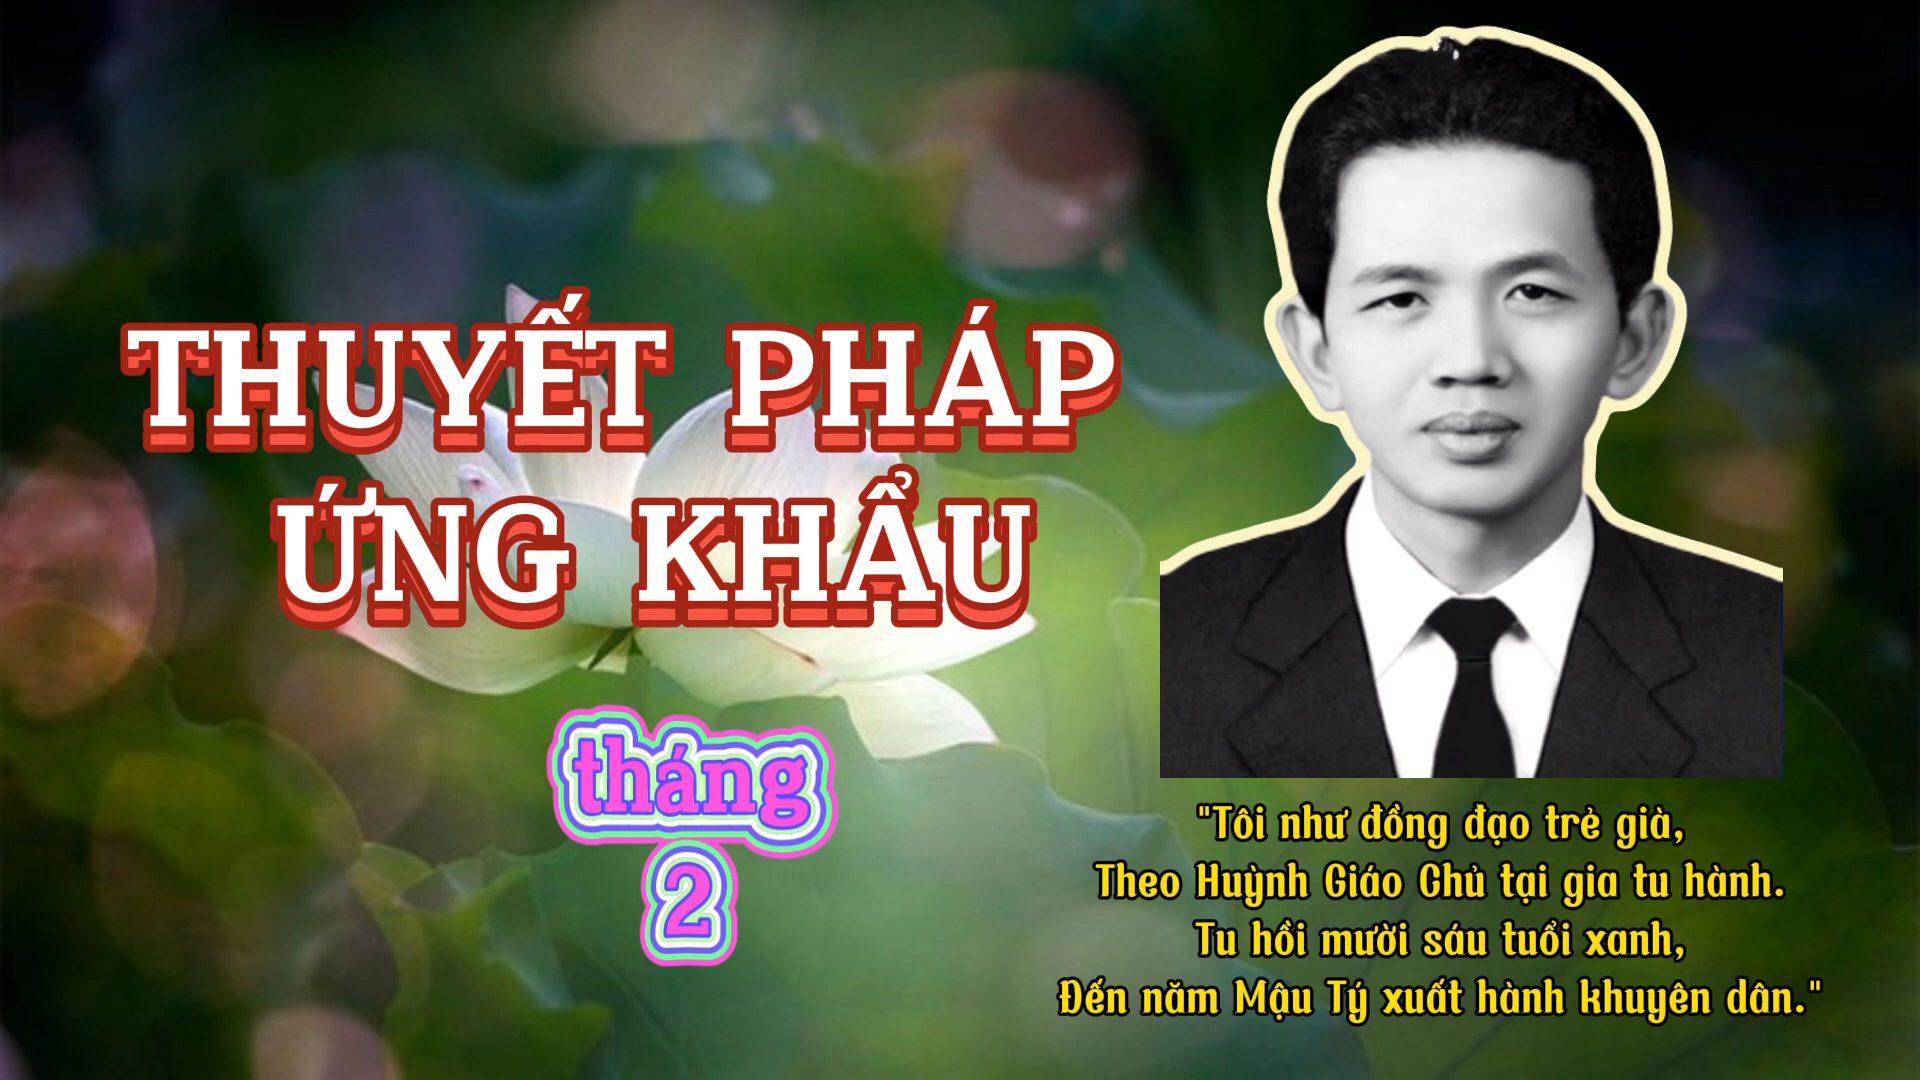 THUYẾT PHÁP
ỨNG KHẨU
tháng
2
"Tôi như đồng đạo trẻ già,
Theo Huỳnh Giáo Chủ tại gia tu hành.
Tu hồi mười sáu tuổi xanh,
Đến năm Mậu Tý xuất hành khuyên dân."